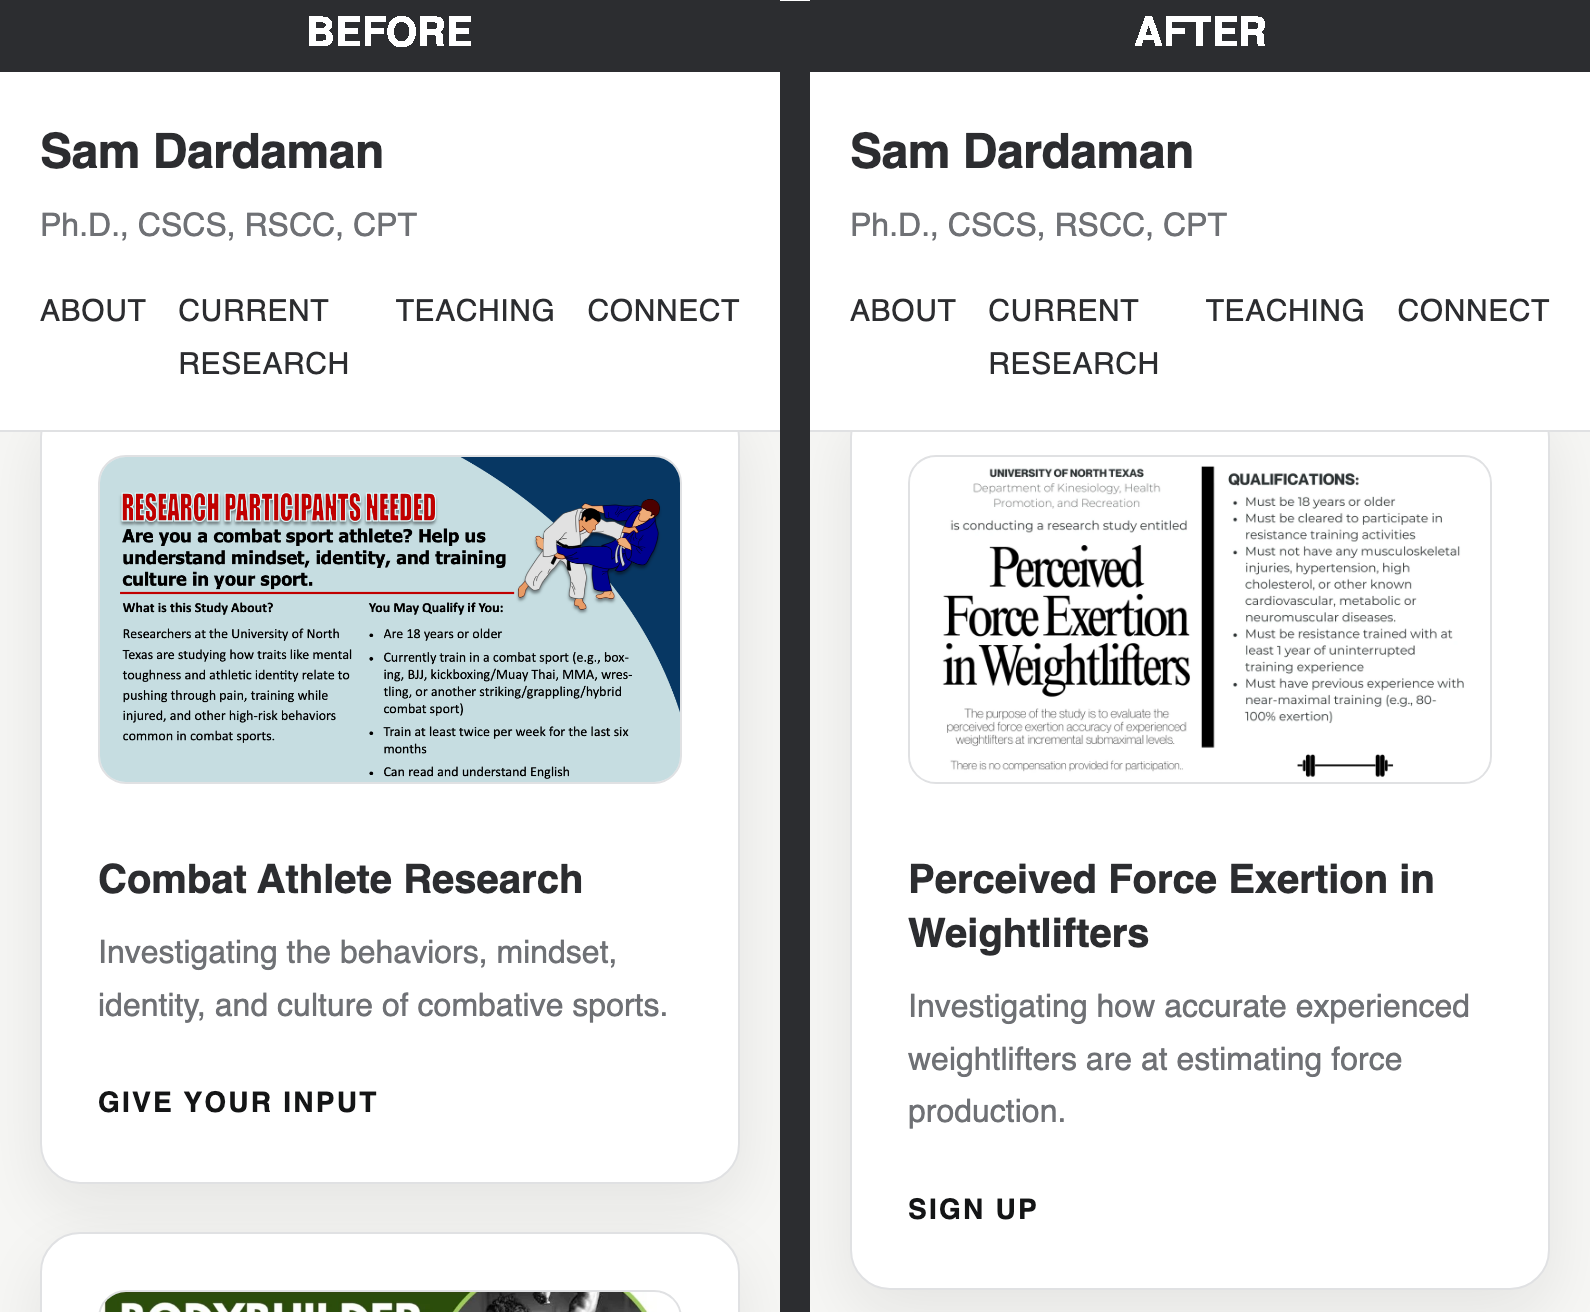 BEFORE
Sam Dardaman
Ph.D., CSCS, RSCC, CPT
ABOUT CURRENT RESEARCH TEACHING CONNECT
RESEARCH PARTICIPANTS NEEDED
Are you a combat sport athlete? Help us
understand mindset, identity, and training
culture in your sport.
What is this Study About?
Researchers at the University of North
Texas are studying how traits like mental
toughness and athletic identity relate to
pushing through pain, training while
injured, and other high-risk behaviors
common in combat sports.
You May Qualify if You:
• Are 18 years or older
• Currently train in a combat sport (e.g., box-
ing, BJJ, kickboxing/Muay Thai, MMA, wres-
tling, or another striking/grappling/hybrid
combat sport)
• Train at least twice per week for the last six
months
• Can read and understand English
Combat Athlete Research
Investigating the behaviors, mindset,
identity, and culture of combative sports.
GIVE YOUR INPUT
BODYBUILDER
AFTER
Sam Dardaman
Ph.D., CSCS, RSCC, CPT
ABOUT CURRENT RESEARCH TEACHING CONNECT
UNIVERSITY OF NORTH TEXAS
Department of Kinesiology, Health
Promotion, and Recreation
is conducting a research study entitled
Perceived
Force Exertion
in Weightlifters
The purpose of the study is to evaluate the
perceived force exertion accuracy of experienced
weightlifters at incremental submaximal levels.
There is no compensation provided for participation.
QUALIFICATIONS:
• Must be 18 years or older
• Must be cleared to participate in
resistance training activities
• Must not have any musculoskeletal
injuries, hypertension, high
cholesterol, or other known
cardiovascular, metabolic or
neuromuscular diseases.
• Must be resistance trained with at
least 1 year of uninterrupted
training experience
• Must have previous experience with
near-maximal training (e.g., 80-
100% exertion)
Perceived Force Exertion in
Weightlifters
Investigating how accurate experienced
weightlifters are at estimating force
production.
SIGN UP